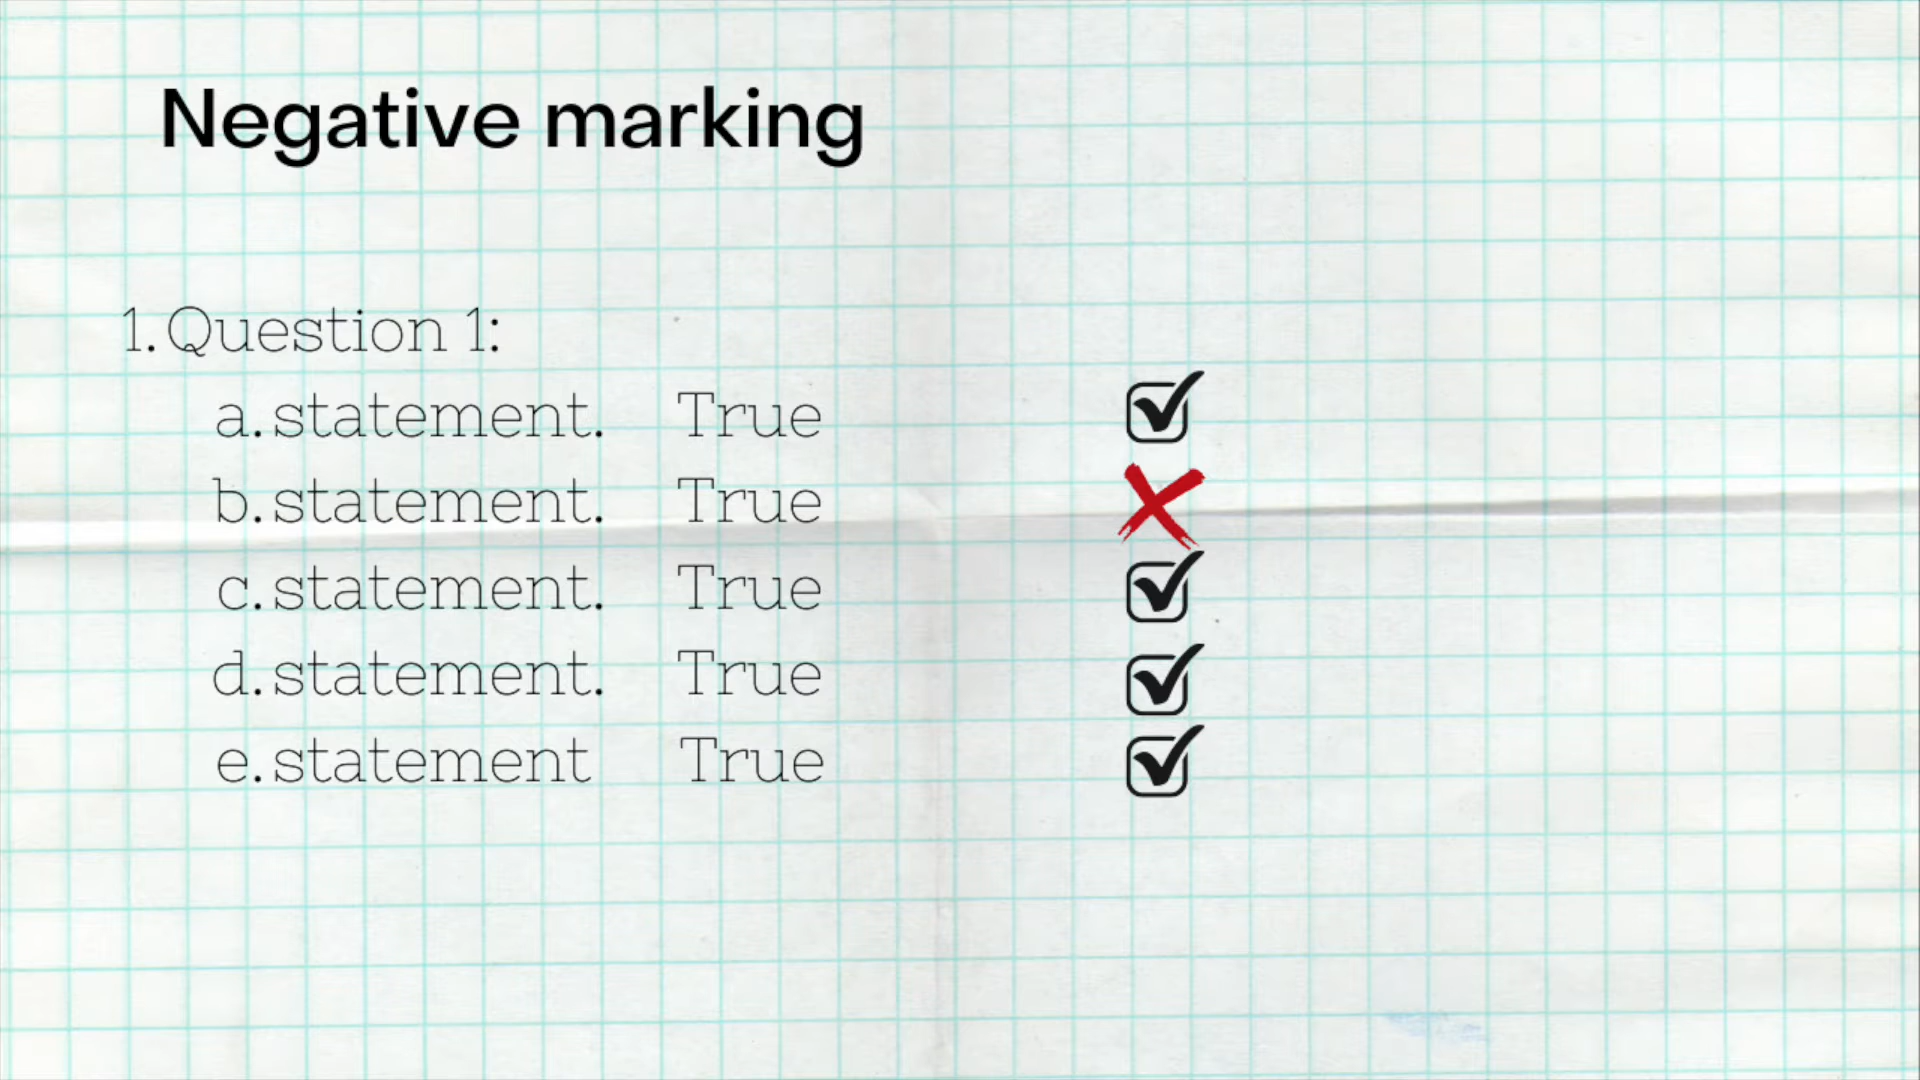 Negative marking
1. Question 1:
a. statement. True
b. statement. True
c. statement. True
d. statement. True
e. statement True